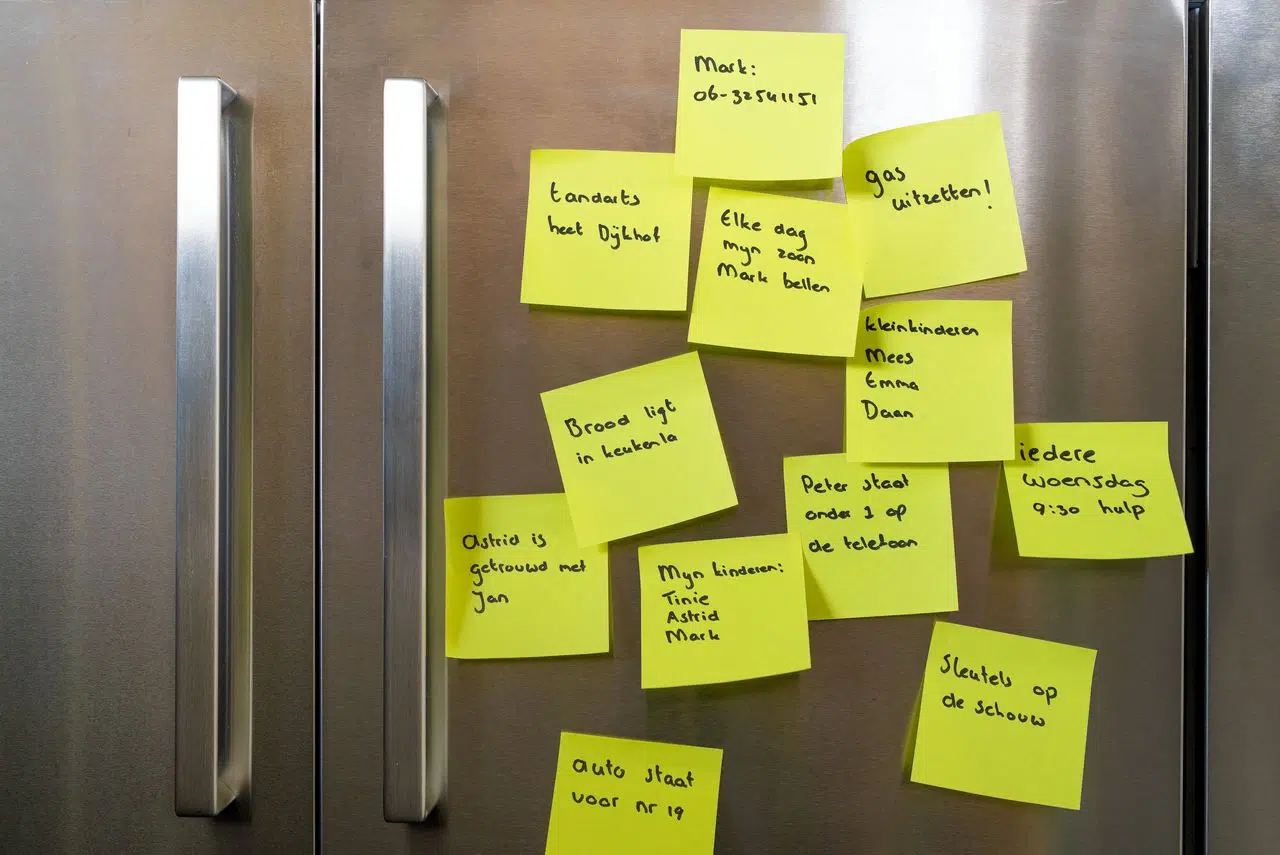 Mark:
06-32541151
tandarts
heet Dijkhof
Elke dag
mijn zoon
Mark bellen
gas
uitzetten!
kleinkinderen
Mees
Emma
Daan
Brood ligt
in keukenla
iedere
woensdag
9:30 hulp
Peter staat
onder 1 op
de telefoon
Astrid is
getrouwd met
Jan
Mijn kinderen:
Tinie
Astrid
Mark
Sleutels op
de schouw
auto staat
voor nr 19